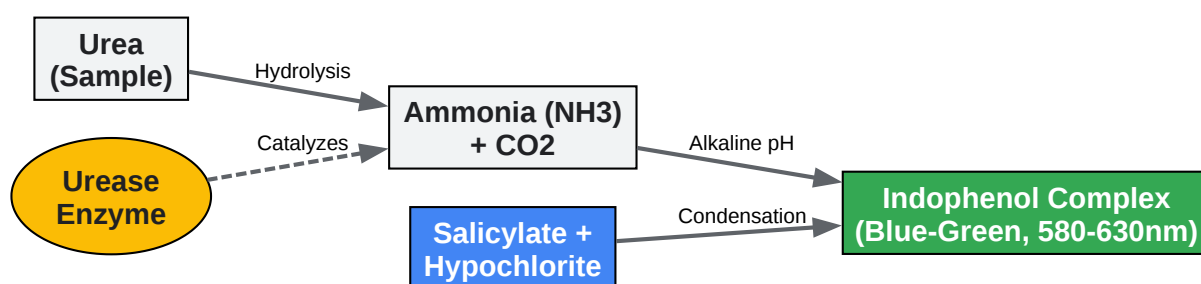 Urea
(Sample)
Hydrolysis
Catalyzes
Urease
Enzyme
Ammonia (NH3)
+ CO2
Alkaline pH
Salicylate +
Hypochlorite
Condensation
Indophenol Complex
(Blue-Green, 580-630nm)